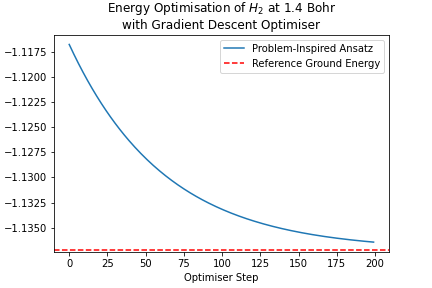 Energy Optimisation of H₂ at 1.4 Bohr
with Gradient Descent Optimiser
Problem-Inspired Ansatz
Reference Ground Energy
−1.1175
−1.1200
−1.1225
−1.1250
−1.1275
−1.1300
−1.1325
−1.1350
0 25 50 75 100 125 150 175 200
Optimiser Step